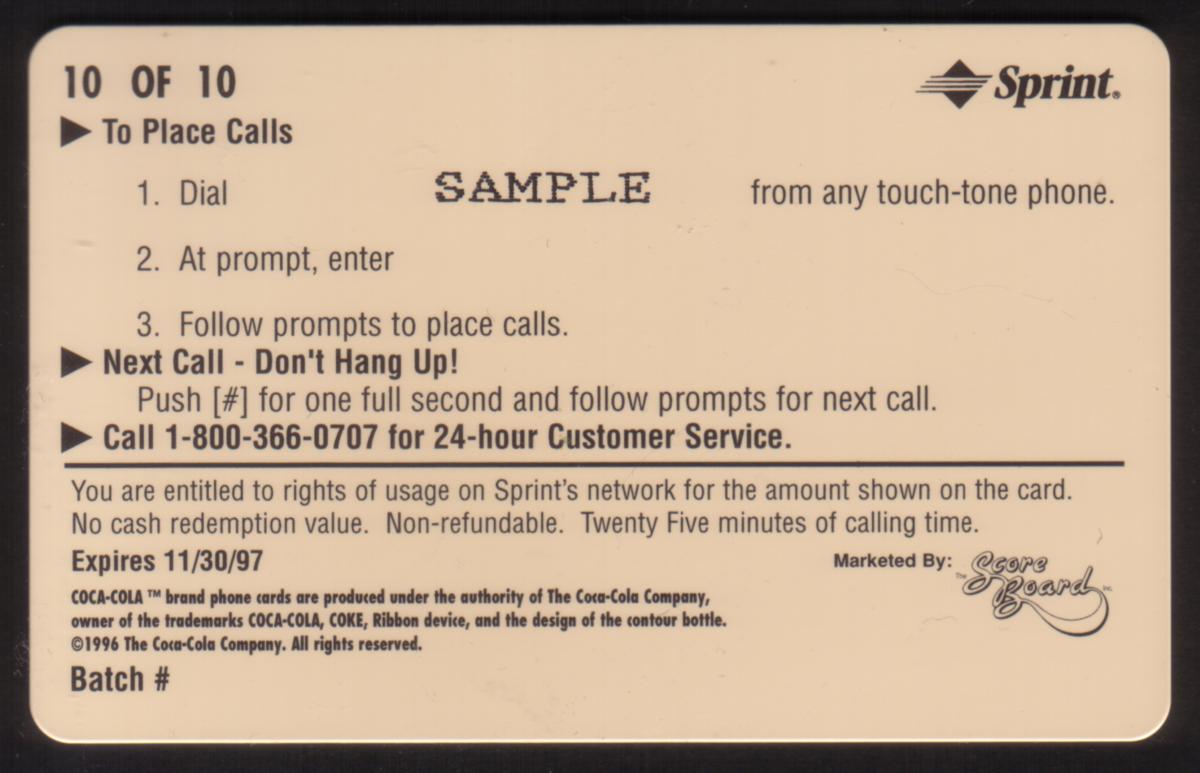 10 OF 10
Sprint®
▶ To Place Calls
1. Dial SAMPLE from any touch-tone phone.
2. At prompt, enter
3. Follow prompts to place calls.
▶ Next Call - Don't Hang Up!
Push [#] for one full second and follow prompts for next call.
▶ Call 1-800-366-0707 for 24-hour Customer Service.
You are entitled to rights of usage on Sprint's network for the amount shown on the card.
No cash redemption value. Non-refundable. Twenty Five minutes of calling time.
Expires 11/30/97
Marketed By: The Score Board Inc.
COCA-COLA ™ brand phone cards are produced under the authority of The Coca-Cola Company,
owner of the trademarks COCA-COLA, COKE, Ribbon device, and the design of the contour bottle.
©1996 The Coca-Cola Company. All rights reserved.
Batch #